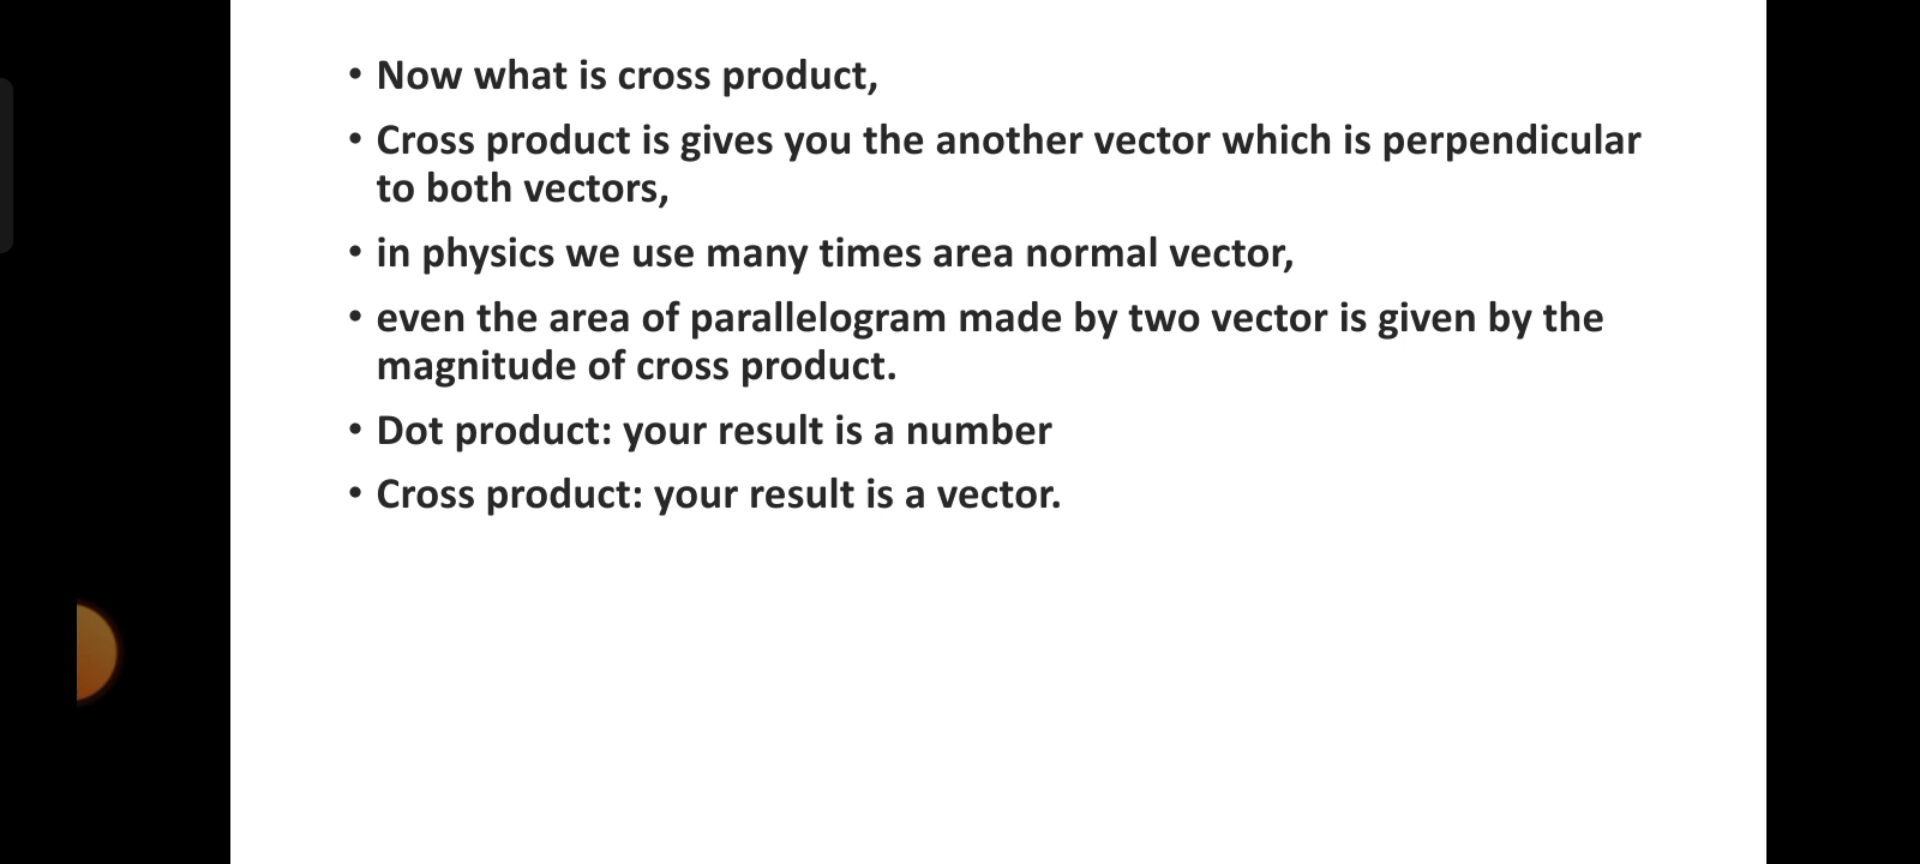 • Now what is cross product,
• Cross product is gives you the another vector which is perpendicular
to both vectors,
• in physics we use many times area normal vector,
• even the area of parallelogram made by two vector is given by the
magnitude of cross product.
• Dot product: your result is a number
• Cross product: your result is a vector.